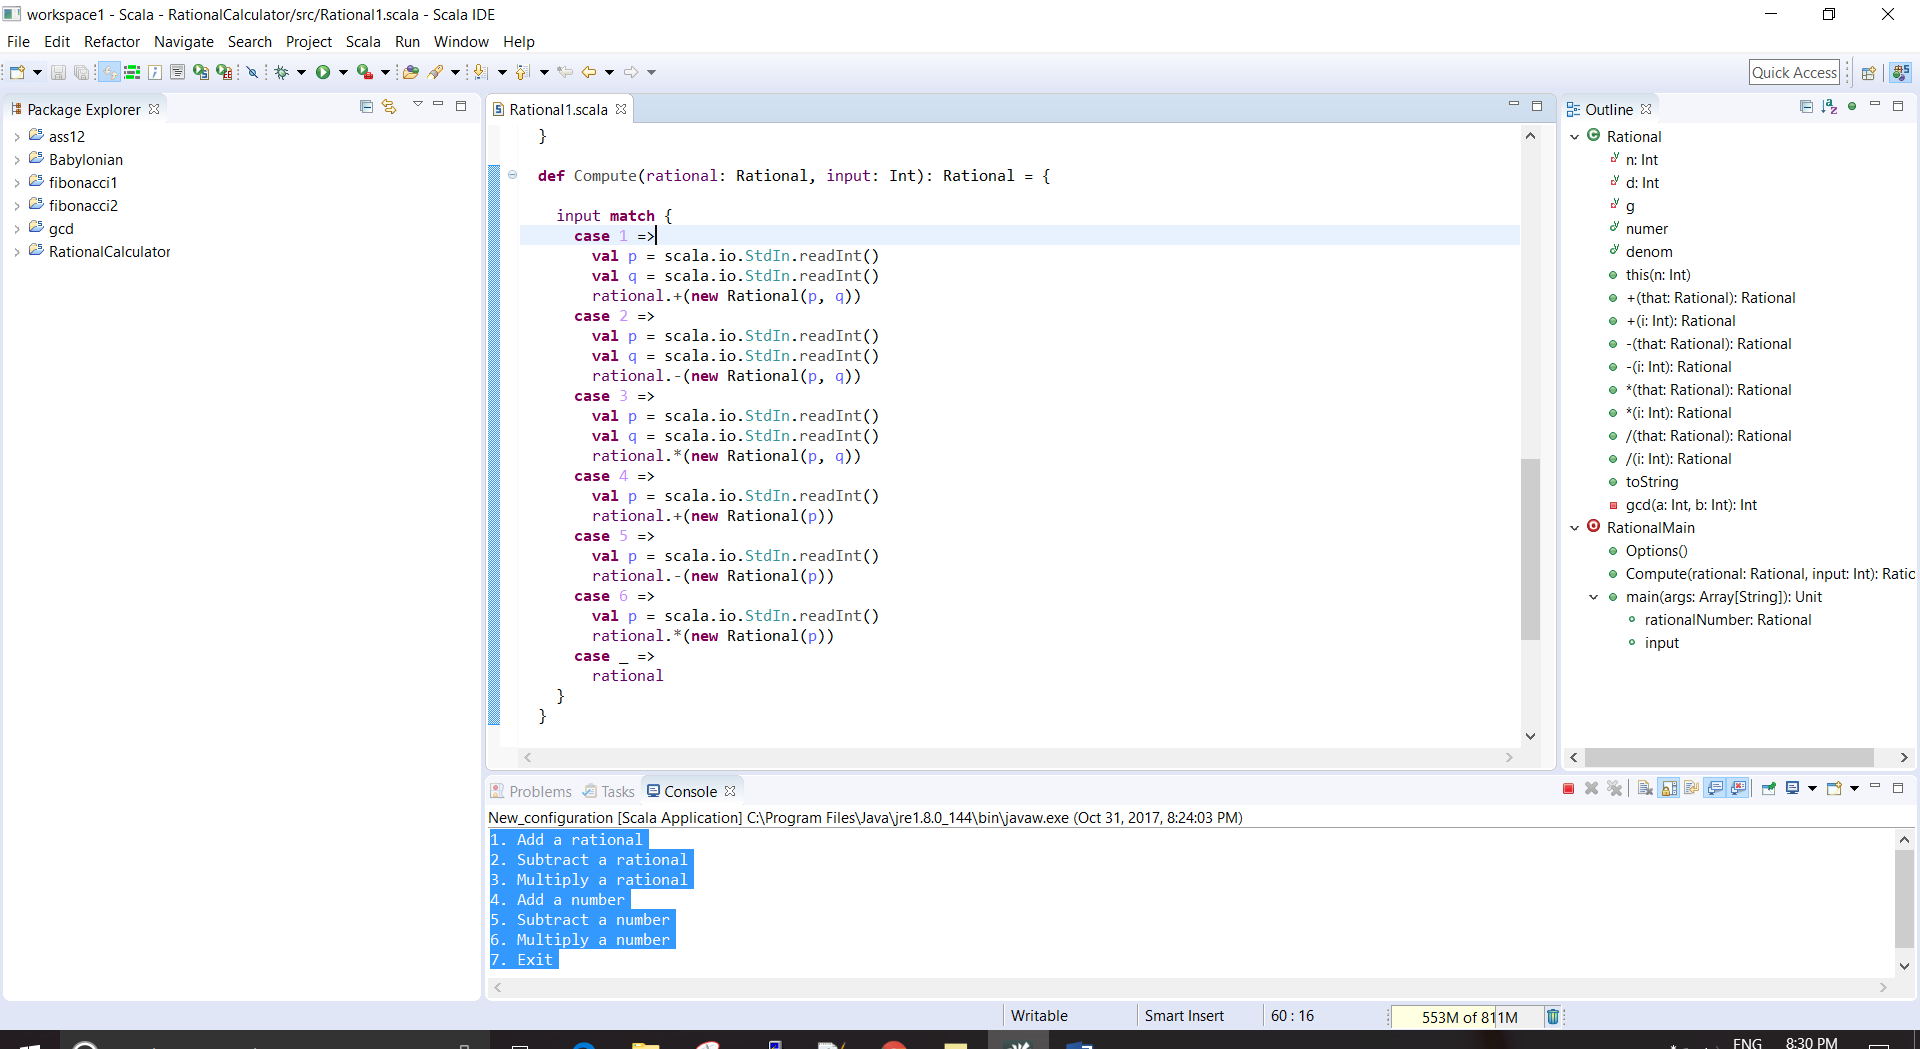 workspace1 - Scala - RationalCalculator/src/Rational1.scala - Scala IDE
File Edit Refactor Navigate Search Project Scala Run Window Help
Quick Access
Package Explorer
ass12
Babylonian
fibonacci1
fibonacci2
gcd
RationalCalculator
Rational1.scala
}
def Compute(rational: Rational, input: Int): Rational = {
input match {
case 1 =>
val p = scala.io.StdIn.readInt()
val q = scala.io.StdIn.readInt()
rational.+(new Rational(p, q))
case 2 =>
val p = scala.io.StdIn.readInt()
val q = scala.io.StdIn.readInt()
rational.-(new Rational(p, q))
case 3 =>
val p = scala.io.StdIn.readInt()
val q = scala.io.StdIn.readInt()
rational.*(new Rational(p, q))
case 4 =>
val p = scala.io.StdIn.readInt()
rational.+(new Rational(p))
case 5 =>
val p = scala.io.StdIn.readInt()
rational.-(new Rational(p))
case 6 =>
val p = scala.io.StdIn.readInt()
rational.*(new Rational(p))
case _ =>
rational
}
}
Outline
Rational
n: Int
d: Int
g
numer
denom
this(n: Int)
+(that: Rational): Rational
+(i: Int): Rational
-(that: Rational): Rational
-(i: Int): Rational
*(that: Rational): Rational
*(i: Int): Rational
/(that: Rational): Rational
/(i: Int): Rational
toString
gcd(a: Int, b: Int): Int
RationalMain
Options()
Compute(rational: Rational, input: Int): Ratic
main(args: Array[String]): Unit
rationalNumber: Rational
input
Problems Tasks Console
New_configuration [Scala Application] C:\Program Files\Java\jre1.8.0_144\bin\javaw.exe (Oct 31, 2017, 8:24:03 PM)
1. Add a rational
2. Subtract a rational
3. Multiply a rational
4. Add a number
5. Subtract a number
6. Multiply a number
7. Exit
Writable Smart Insert 60 : 16 553M of 811M
ENG 8:30 PM